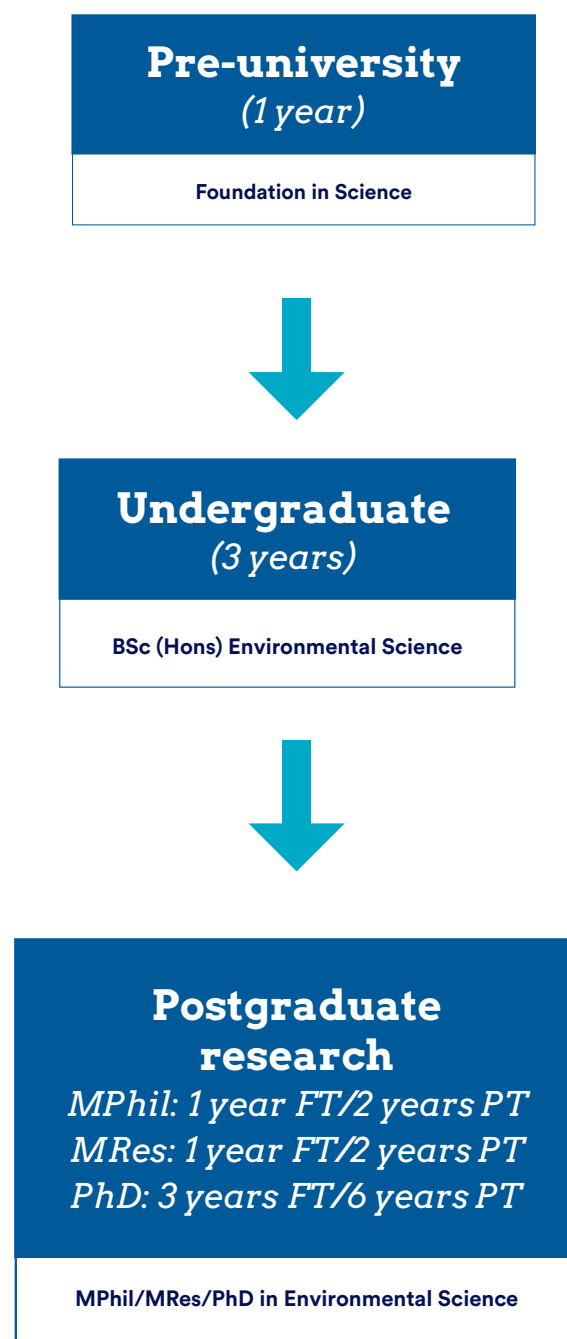 Pre-university
(1 year)
Foundation in Science
Undergraduate
(3 years)
BSc (Hons) Environmental Science
Postgraduate
research
MPhil: 1 year FT/2 years PT
MRes: 1 year FT/2 years PT
PhD: 3 years FT/6 years PT
MPhil/MRes/PhD in Environmental Science